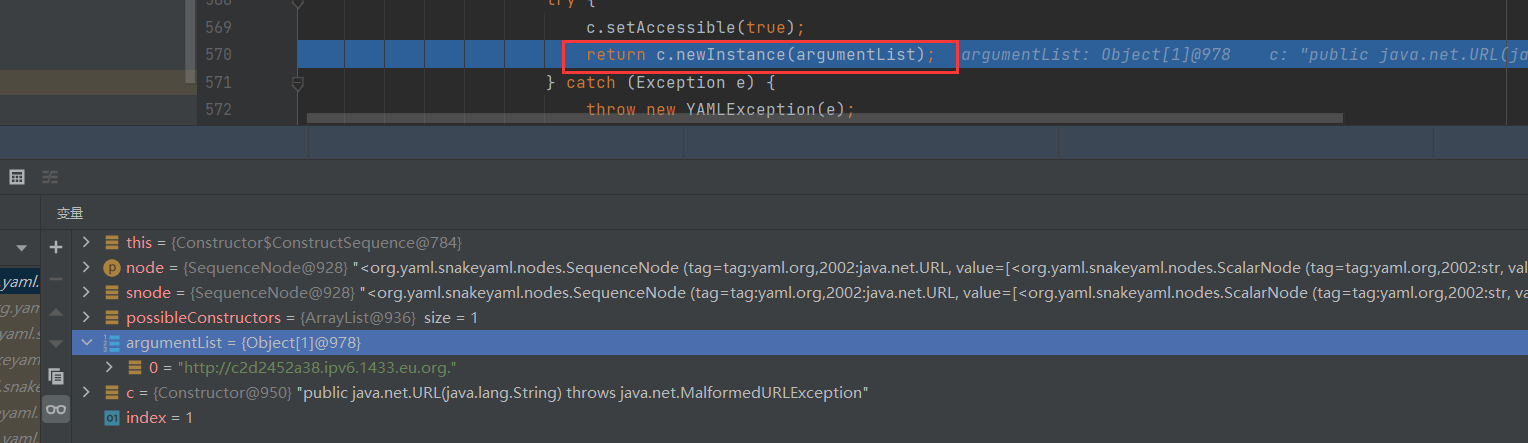 568 try {
569 c.setAccessible(true);
570 return c.newInstance(argumentList); argumentList: Object[1]@978 c: "public java.net.URL(ja
571 } catch (Exception e) {
572 throw new YAMLException(e);
变量
this = {Constructor$ConstructSequence@784}
node = {SequenceNode@928} "<org.yaml.snakeyaml.nodes.SequenceNode (tag=tag:yaml.org,2002:java.net.URL, value=[<org.yaml.snakeyaml.nodes.ScalarNode (tag=tag:yaml.org,2002:str, val
.yaml. snode = {SequenceNode@928} "<org.yaml.snakeyaml.nodes.SequenceNode (tag=tag:yaml.org,2002:java.net.URL, value=[<org.yaml.snakeyaml.nodes.ScalarNode (tag=tag:yaml.org,2002:str, va
rg.yam possibleConstructors = {ArrayList@936} size = 1
yaml.s argumentList = {Object[1]@978}
keyaml 0 = "http://c2d2452a38.ipv6.1433.eu.org."
.snake c = {Constructor@950} "public java.net.URL(java.lang.String) throws java.net.MalformedURLException"
eyaml. 01 index = 1
.yaml.